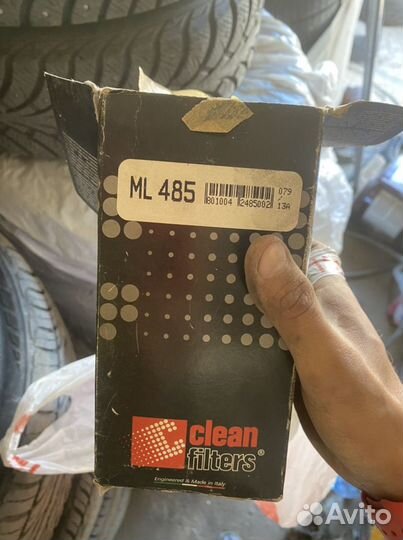 ML 485
079
/
13A
801004
2485002
clean
filters®
Engineered & Made in Italy
Avito